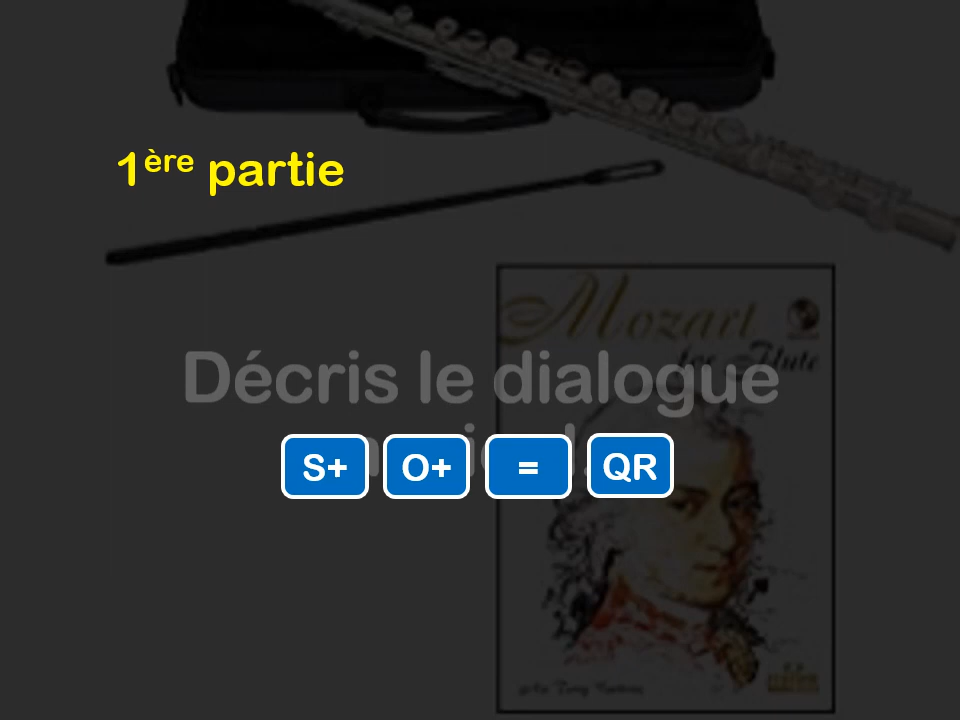 1ère partie
Mozart
for Flute
Décris le dialogue
S+ O+ = QR